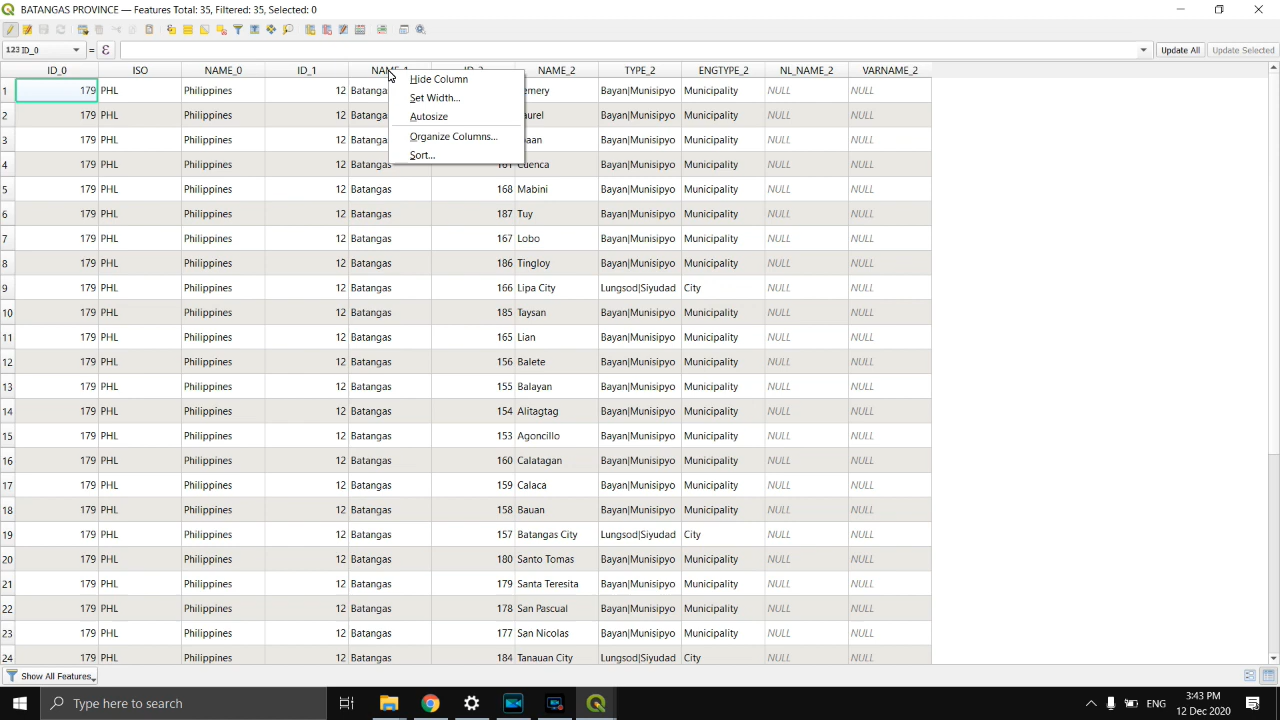 BATANGAS PROVINCE — Features Total: 35, Filtered: 35, Selected: 0
123 ID_0 = ε Update All Update Selected
ID_0 ISO NAME_0 ID_1 NAME_1 NAME_2 TYPE_2 ENGTYPE_2 NL_NAME_2 VARNAME_2
Hide Column
Set Width...
Autosize
Organize Columns...
Sort...
1 179 PHL Philippines 12 Batanga Bayan|Munisipyo Municipality NULL NULL
2 179 PHL Philippines 12 Batanga Bayan|Munisipyo Municipality NULL NULL
3 179 PHL Philippines 12 Batanga Bayan|Munisipyo Municipality NULL NULL
4 179 PHL Philippines 12 Batanga 161 Cuenca Bayan|Munisipyo Municipality NULL NULL
5 179 PHL Philippines 12 Batangas 168 Mabini Bayan|Munisipyo Municipality NULL NULL
6 179 PHL Philippines 12 Batangas 187 Tuy Bayan|Munisipyo Municipality NULL NULL
7 179 PHL Philippines 12 Batangas 167 Lobo Bayan|Munisipyo Municipality NULL NULL
8 179 PHL Philippines 12 Batangas 186 Tingloy Bayan|Munisipyo Municipality NULL NULL
9 179 PHL Philippines 12 Batangas 166 Lipa City Lungsod|Siyudad City NULL NULL
10 179 PHL Philippines 12 Batangas 185 Taysan Bayan|Munisipyo Municipality NULL NULL
11 179 PHL Philippines 12 Batangas 165 Lian Bayan|Munisipyo Municipality NULL NULL
12 179 PHL Philippines 12 Batangas 156 Balete Bayan|Munisipyo Municipality NULL NULL
13 179 PHL Philippines 12 Batangas 155 Balayan Bayan|Munisipyo Municipality NULL NULL
14 179 PHL Philippines 12 Batangas 154 Alitagtag Bayan|Munisipyo Municipality NULL NULL
15 179 PHL Philippines 12 Batangas 153 Agoncillo Bayan|Munisipyo Municipality NULL NULL
16 179 PHL Philippines 12 Batangas 160 Calatagan Bayan|Munisipyo Municipality NULL NULL
17 179 PHL Philippines 12 Batangas 159 Calaca Bayan|Munisipyo Municipality NULL NULL
18 179 PHL Philippines 12 Batangas 158 Bauan Bayan|Munisipyo Municipality NULL NULL
19 179 PHL Philippines 12 Batangas 157 Batangas City Lungsod|Siyudad City NULL NULL
20 179 PHL Philippines 12 Batangas 180 Santo Tomas Bayan|Munisipyo Municipality NULL NULL
21 179 PHL Philippines 12 Batangas 179 Santa Teresita Bayan|Munisipyo Municipality NULL NULL
22 179 PHL Philippines 12 Batangas 178 San Pascual Bayan|Munisipyo Municipality NULL NULL
23 179 PHL Philippines 12 Batangas 177 San Nicolas Bayan|Munisipyo Municipality NULL NULL
24 179 PHL Philippines 12 Batangas 184 Tanauan City Lungsod|Siyudad City NULL NULL
Show All Features
Type here to search
ENG
3:43 PM
12 Dec 2020